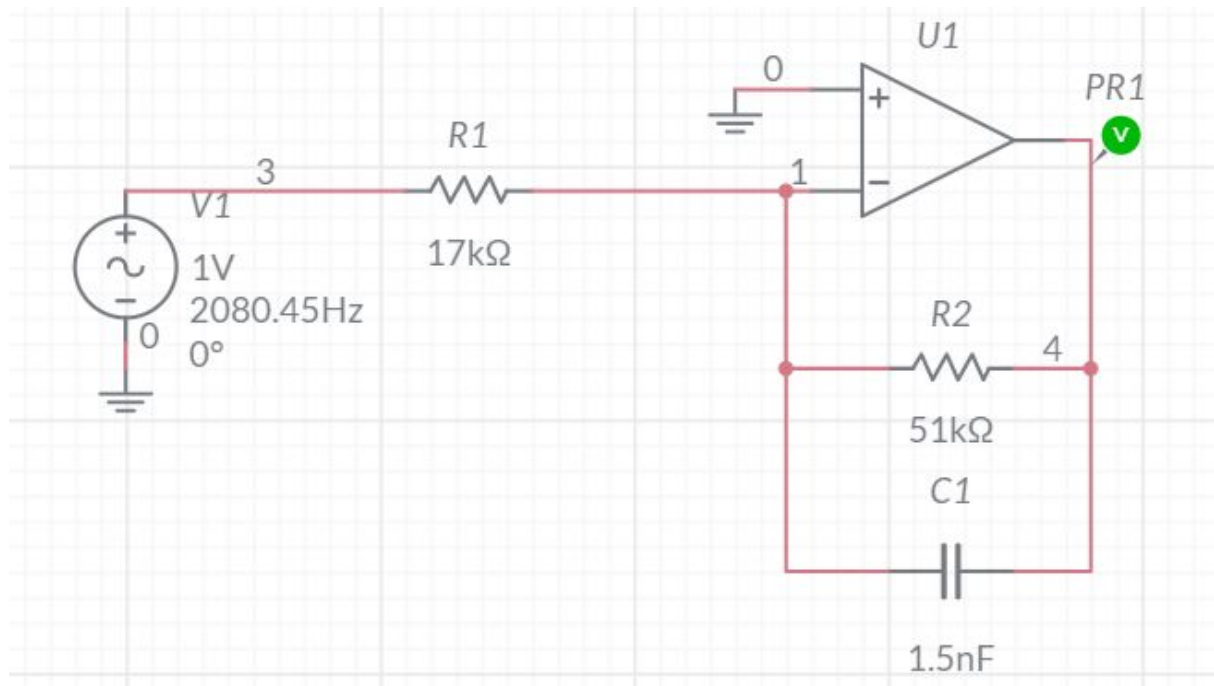 U1
0
PR1
+
V
R1
3
1
V1
−
17kΩ
+
1V
2080.45Hz
−
0
0°
R2
4
51kΩ
C1
1.5nF